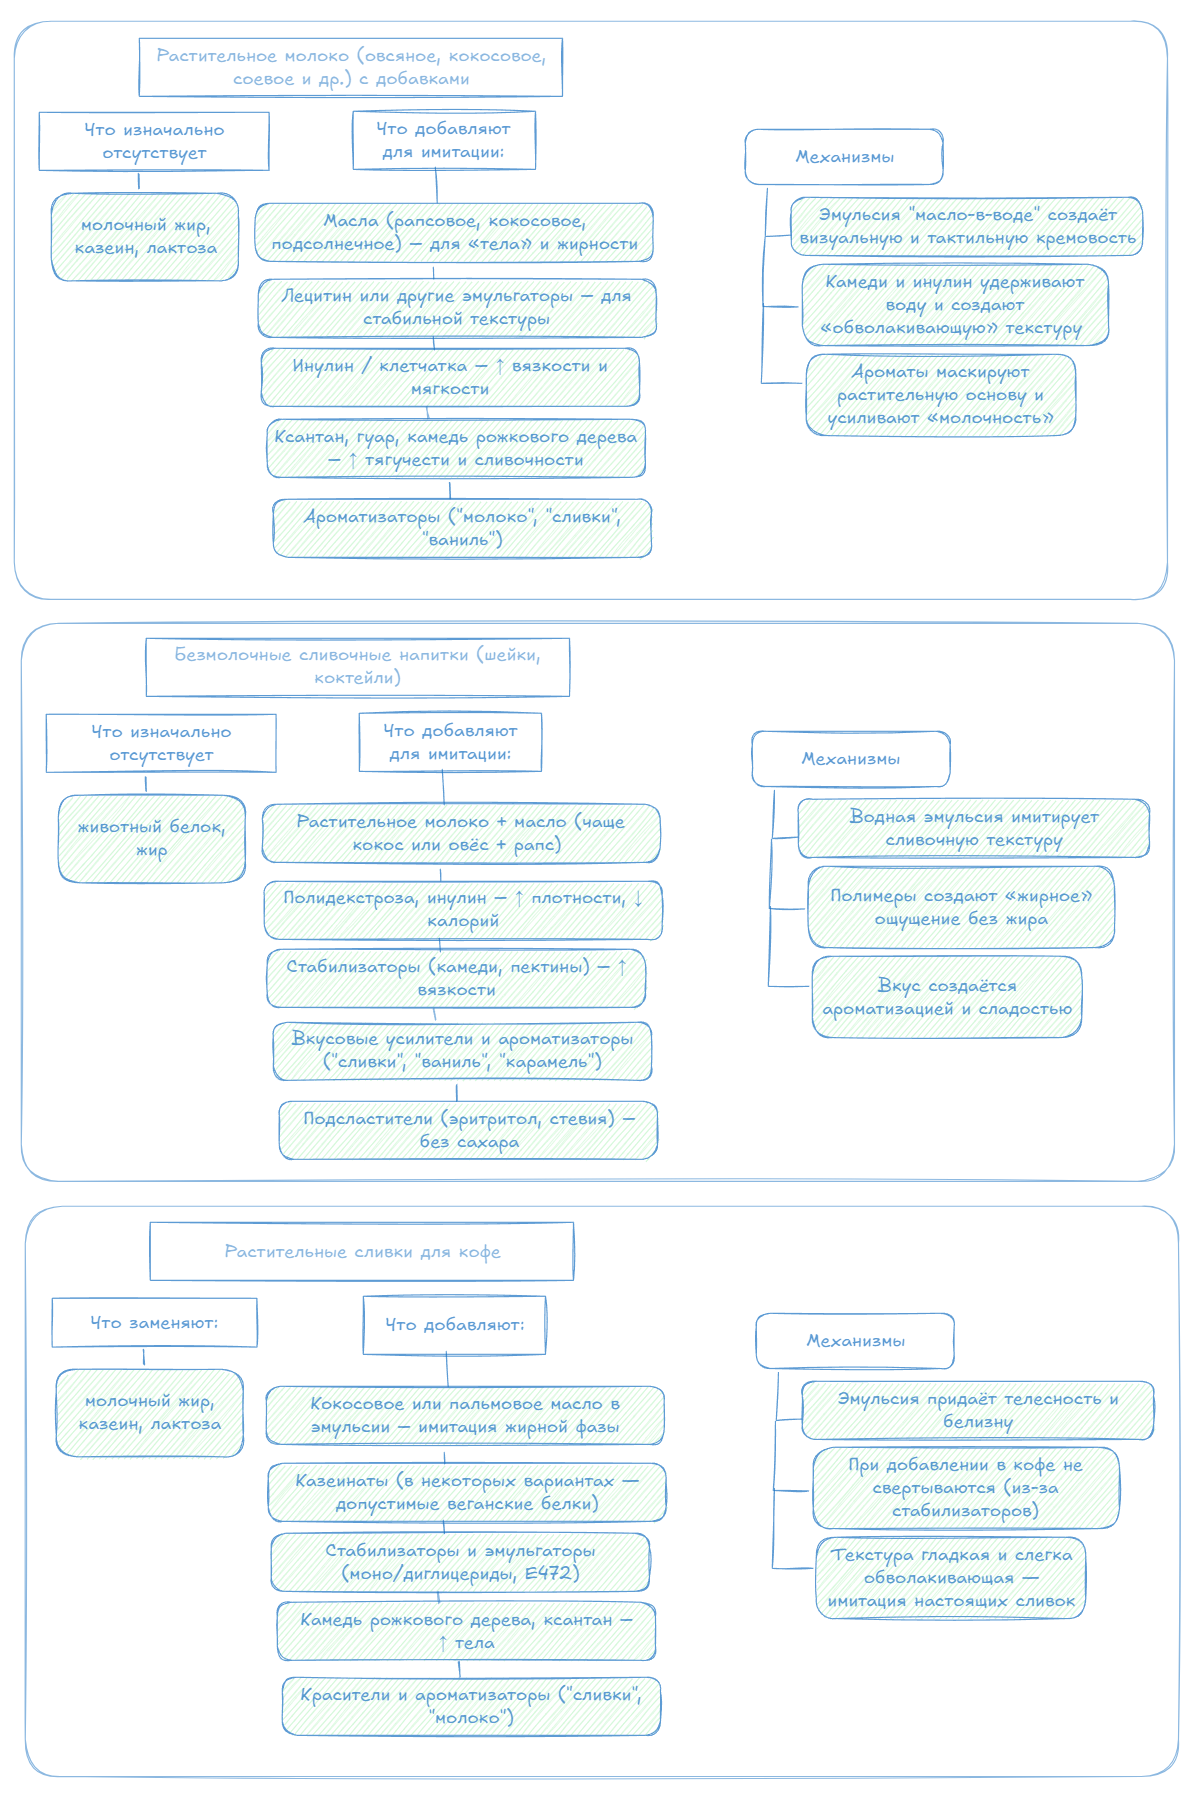 Растительное молоко (овсяное, кокосовое,
соевое и др.) с добавками
Что изначально
отсутствует
молочный жир,
казеин, лактоза
Что добавляют
для имитации:
Масла (рапсовое, кокосовое,
подсолнечное) — для «тела» и жирности
Лецитин или другие эмульгаторы — для
стабильной текстуры
Инулин / клетчатка — ↑ вязкости и
мягкости
Ксантан, гуар, камедь рожкового дерева
— ↑ тягучести и сливочности
Ароматизаторы ("молоко", "сливки",
"ваниль")
Механизмы
Эмульсия "масло-в-воде" создаёт
визуальную и тактильную кремовость
Камеди и инулин удерживают
воду и создают
«обволакивающую» текстуру
Ароматы маскируют
растительную основу и
усиливают «молочность»
Безмолочные сливочные напитки (шейки,
коктейли)
Что изначально
отсутствует
животный белок,
жир
Что добавляют
для имитации:
Растительное молоко + масло (чаще
кокос или овёс + рапс)
Полидекстроза, инулин — ↑ плотности, ↓
калорий
Стабилизаторы (камеди, пектины) — ↑
вязкости
Вкусовые усилители и ароматизаторы
("сливки", "ваниль", "карамель")
Подсластители (эритритол, стевия) —
без сахара
Механизмы
Водная эмульсия имитирует
сливочную текстуру
Полимеры создают «жирное»
ощущение без жира
Вкус создаётся
ароматизацией и сладостью
Растительные сливки для кофе
Что заменяют:
молочный жир,
казеин, лактоза
Что добавляют:
Кокосовое или пальмовое масло в
эмульсии — имитация жирной фазы
Казеинаты (в некоторых вариантах —
допустимые веганские белки)
Стабилизаторы и эмульгаторы
(моно/диглицериды, E472)
Камедь рожкового дерева, ксантан —
↑ тела
Красители и ароматизаторы ("сливки",
"молоко")
Механизмы
Эмульсия придаёт телесность и
белизну
При добавлении в кофе не
свертываются (из-за
стабилизаторов)
Текстура гладкая и слегка
обволакивающая —
имитация настоящих сливок